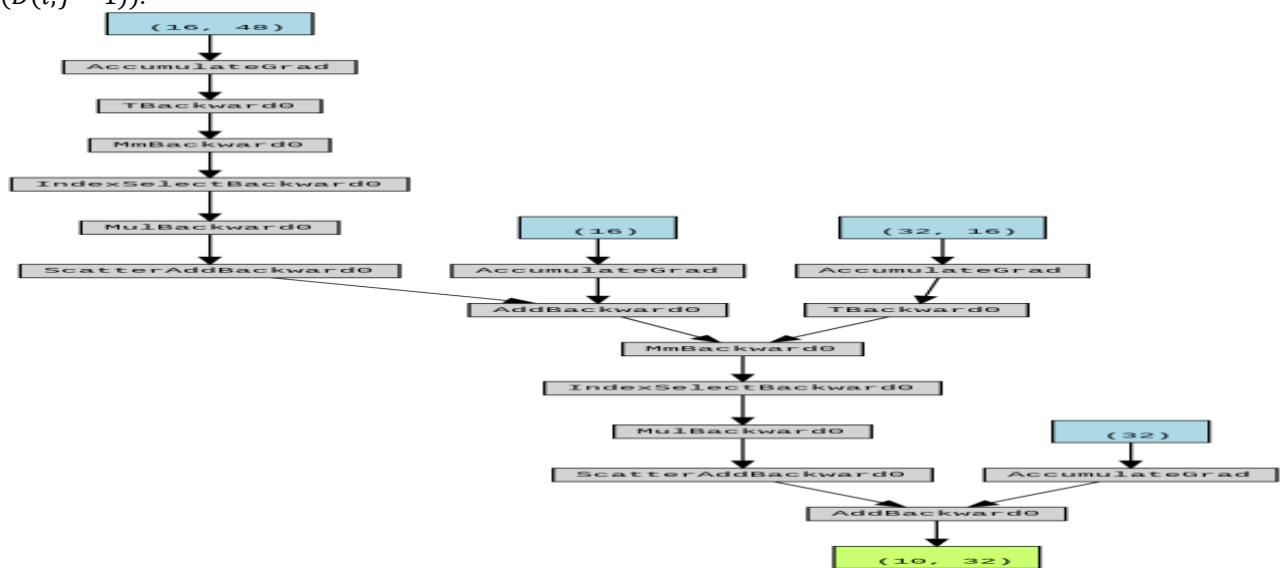 (D(i,j − 1)).
(16, 48)
AccumulateGrad
TBackward0
MmBackward0
IndexSelectBackward0
MulBackward0
(16)
(32, 16)
ScatterAddBackward0
AccumulateGrad
AccumulateGrad
AddBackward0
TBackward0
MmBackward0
IndexSelectBackward0
MulBackward0
(32)
ScatterAddBackward0
AccumulateGrad
AddBackward0
(10, 32)